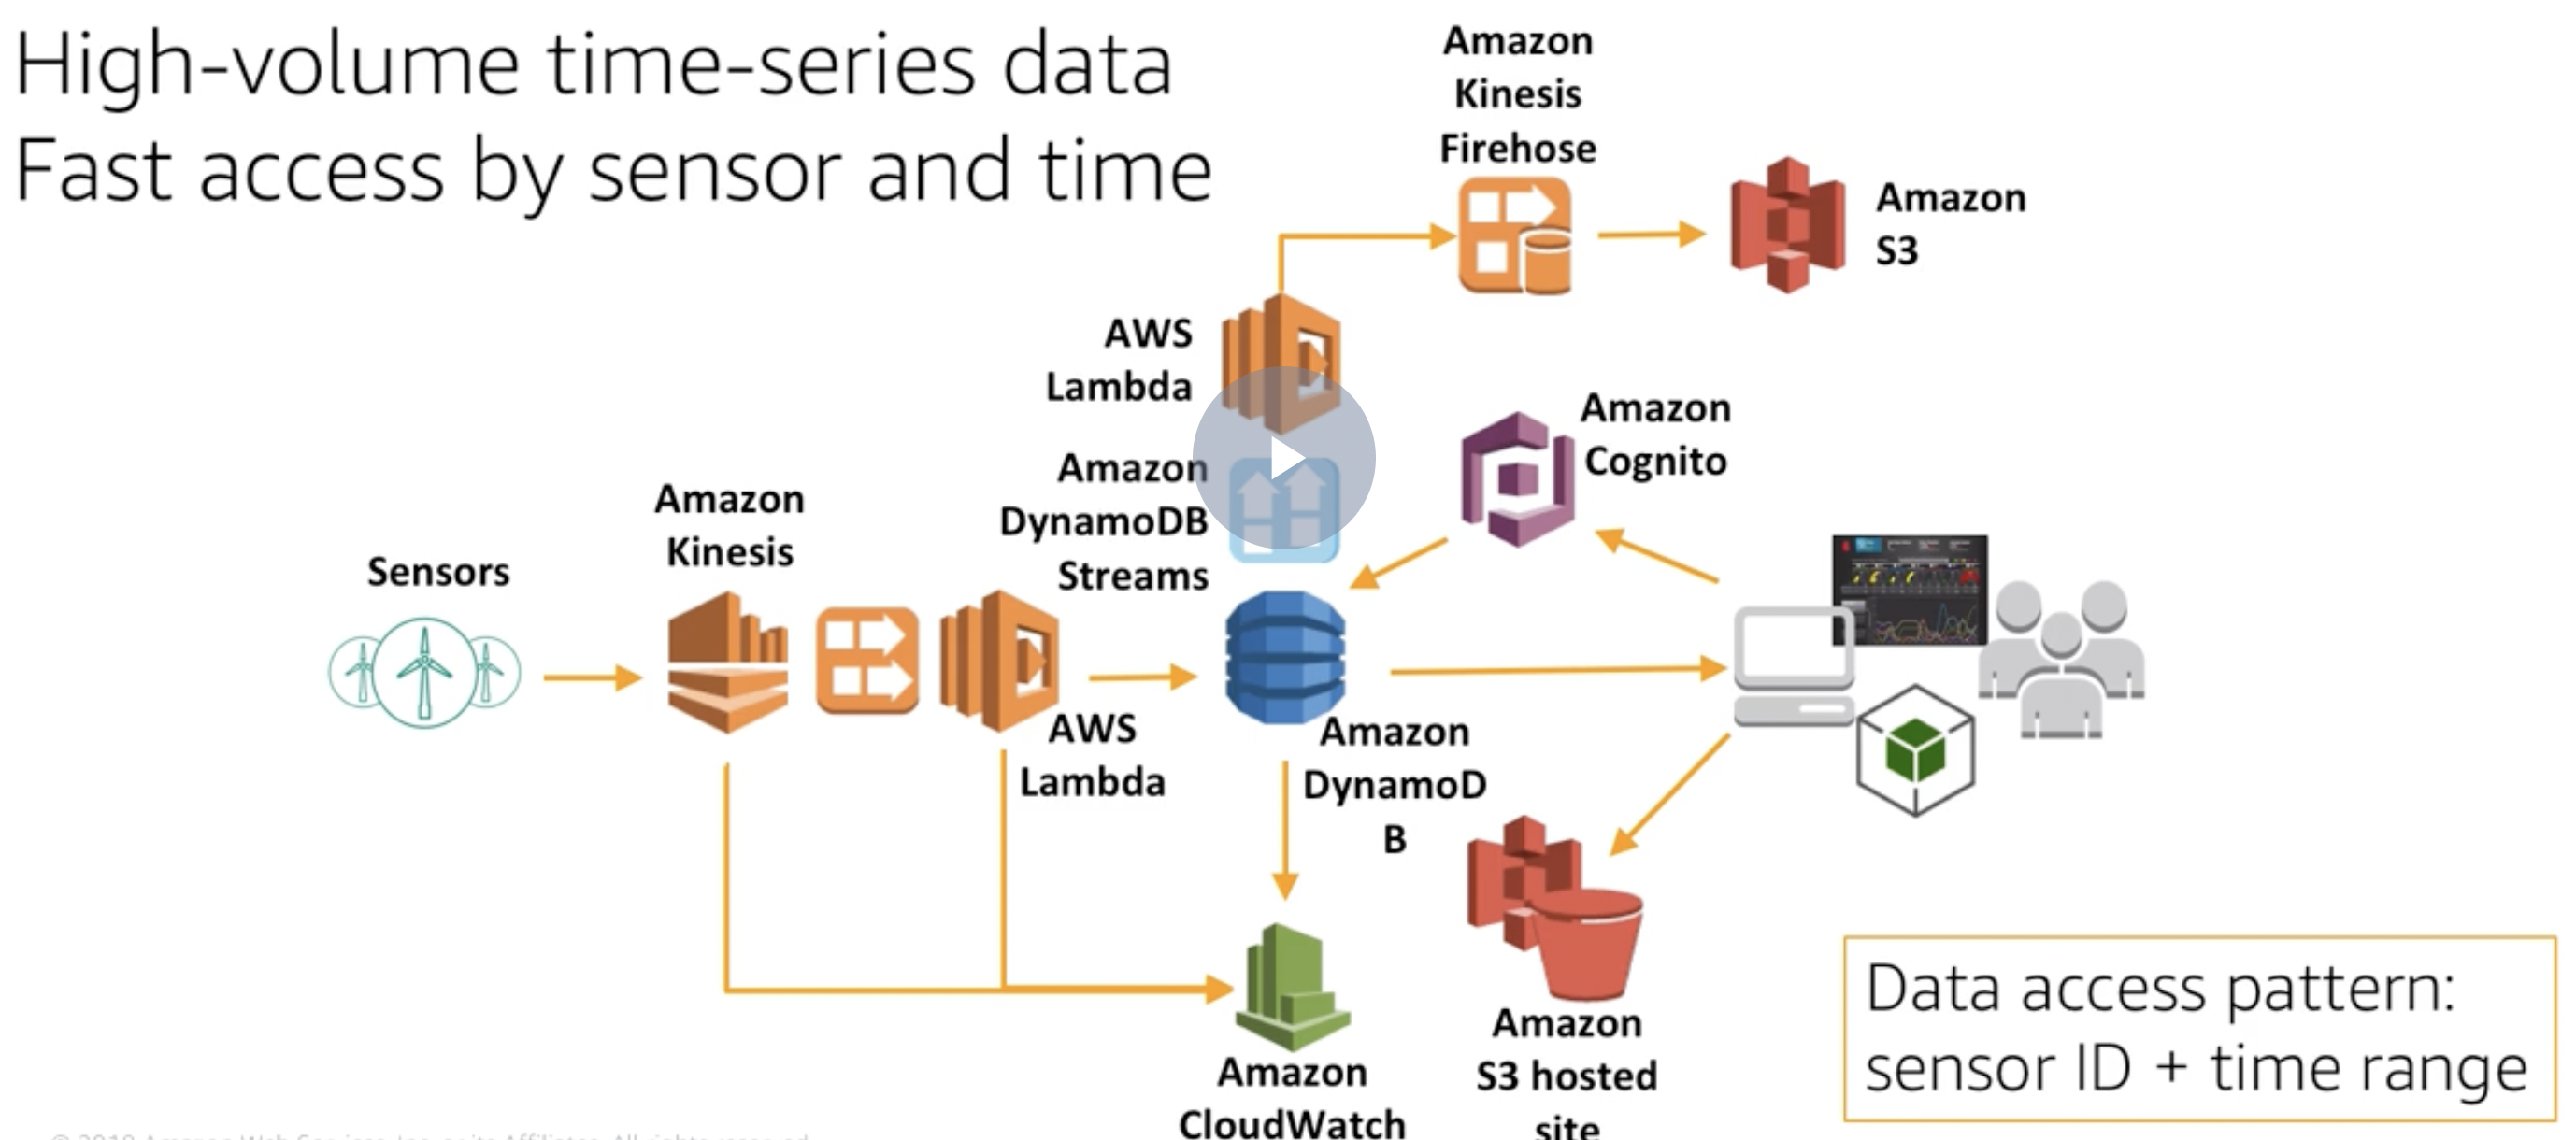 High-volume time-series data
Fast access by sensor and time
Amazon
Kinesis
Firehose
Amazon
S3
AWS
Lambda
Amazon
Cognito
Amazon
DynamoDB
Streams
Amazon
Kinesis
Sensors
AWS
Lambda
Amazon
DynamoD
B
Amazon
CloudWatch
Amazon
S3 hosted
site
Data access pattern:
sensor ID + time range